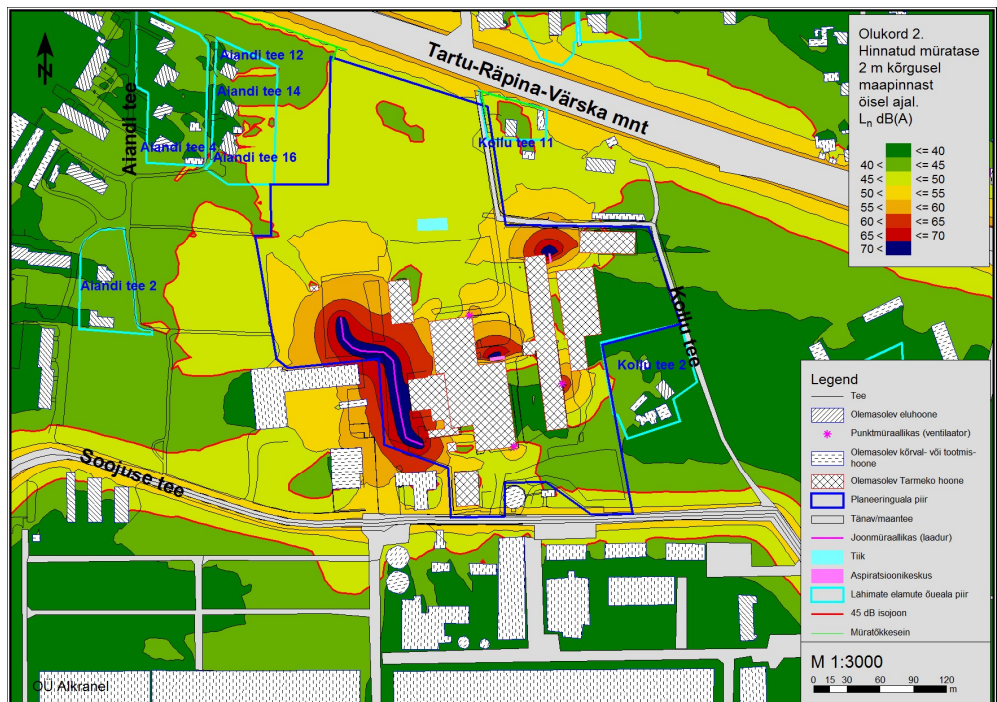 Olukord 2.
Hinnatud müratase
2 m kõrgusel
maapinnast
öisel ajal.
Ln dB(A)
<= 40
40 < <= 45
45 < <= 50
50 < <= 55
55 < <= 60
60 < <= 65
65 < <= 70
70 <
N
Aiandi tee
Aiandi tee 12
Aiandi tee 14
Aiandi tee 4
Aiandi tee 16
Aiandi tee 2
Tartu-Räpina-Värska mnt
Kollu tee 11
Kollu tee
Kollu tee 2
Soojuse tee
Legend
Tee
Olemasolev eluhoone
Punktmüraallikas (ventilaator)
Olemasolev kõrval- või tootmis-
hoone
Olemasolev Tarmeko hoone
Planeeringuala piir
Tänav/maantee
Joonmüraallikas (laadur)
Tiik
Aspiratsioonikeskus
Lähimate elamute õueala piir
45 dB isojoon
Müratõkkesein
M 1:3000
0 15 30 60 90 120
m
OÜ Alkranel